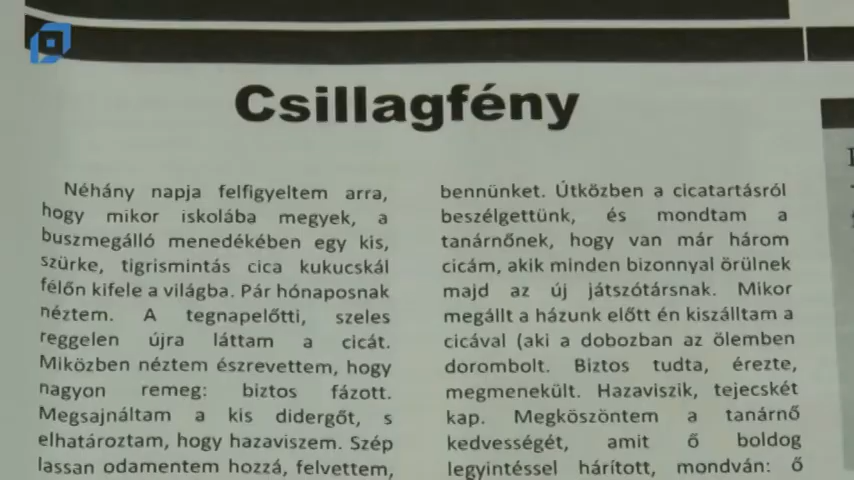 Csillagfény
Néhány napja felfigyeltem arra,
hogy mikor iskolába megyek, a
buszmegálló menedékében egy kis,
szürke, tigrismintás cica kukucskál
félőn kifele a világba. Pár hónaposnak
néztem. A tegnapelőtti, szeles
reggelen újra láttam a cicát.
Miközben néztem észrevettem, hogy
nagyon remeg: biztos fázott.
Megsajnáltam a kis didergőt, s
elhatároztam, hogy hazaviszem. Szép
lassan odamentem hozzá, felvettem,
bennünket. Útközben a cicatartásról
beszélgettünk, és mondtam a
tanárnőnek, hogy van már három
cicám, akik minden bizonnyal örülnek
majd az új játszótársnak. Mikor
megállt a házunk előtt én kiszálltam a
cicával (aki a dobozban az ölemben
dorombolt. Biztos tudta, érezte,
megmenekült. Hazaviszik, tejecskét
kap. Megköszöntem a tanárnő
kedvességét, amit ő boldog
legyintéssel hárított, mondván: ő